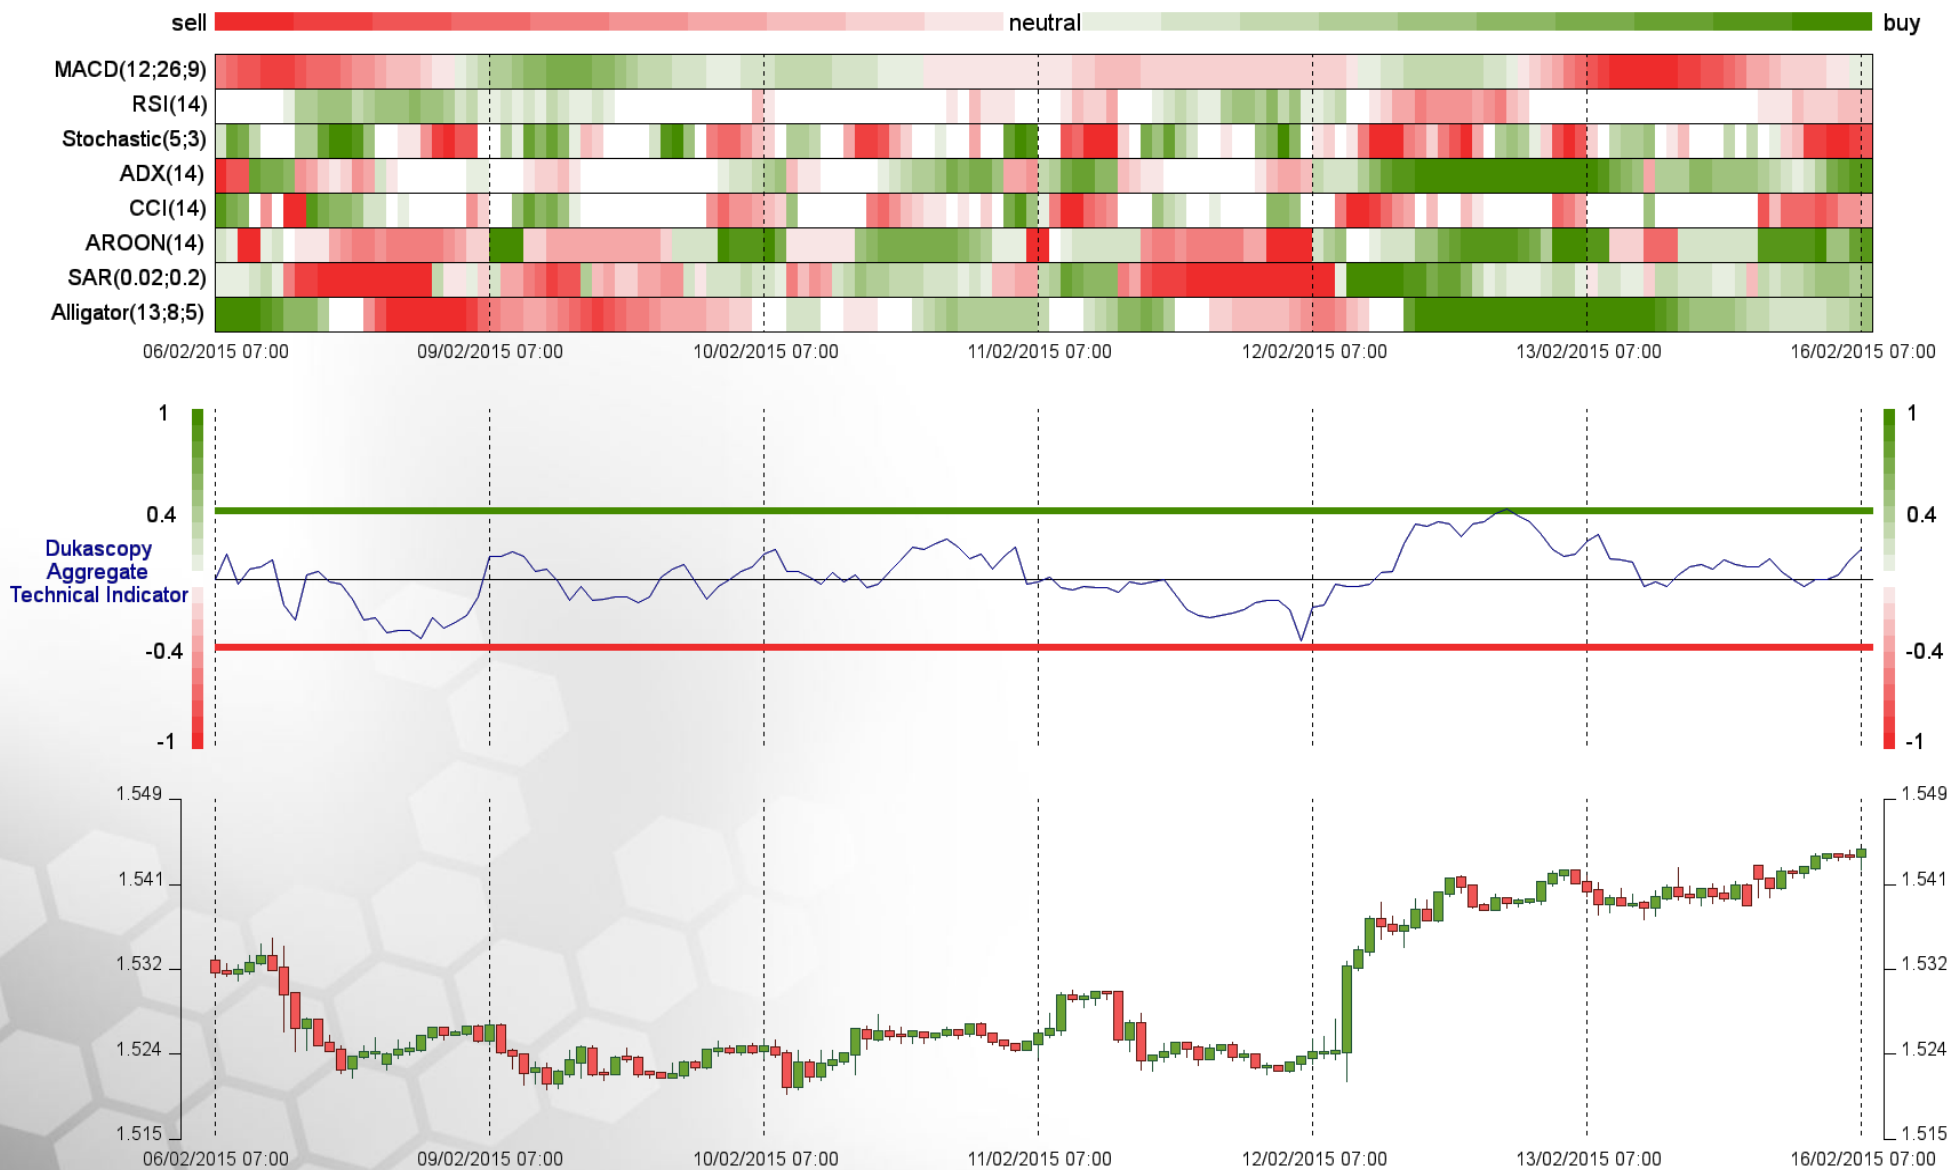 sell neutral buy
MACD(12;26;9)
RSI(14)
Stochastic(5;3)
ADX(14)
CCI(14)
AROON(14)
SAR(0.02;0.2)
Alligator(13;8;5)
06/02/2015 07:00 09/02/2015 07:00 10/02/2015 07:00 11/02/2015 07:00 12/02/2015 07:00 13/02/2015 07:00 16/02/2015 07:00
1 1
0.4 0.4
Dukascopy
Aggregate
Technical Indicator
-0.4 -0.4
-1 -1
1.549 1.549
1.541 1.541
1.532 1.532
1.524 1.524
1.515 1.515
06/02/2015 07:00 09/02/2015 07:00 10/02/2015 07:00 11/02/2015 07:00 12/02/2015 07:00 13/02/2015 07:00 16/02/2015 07:00